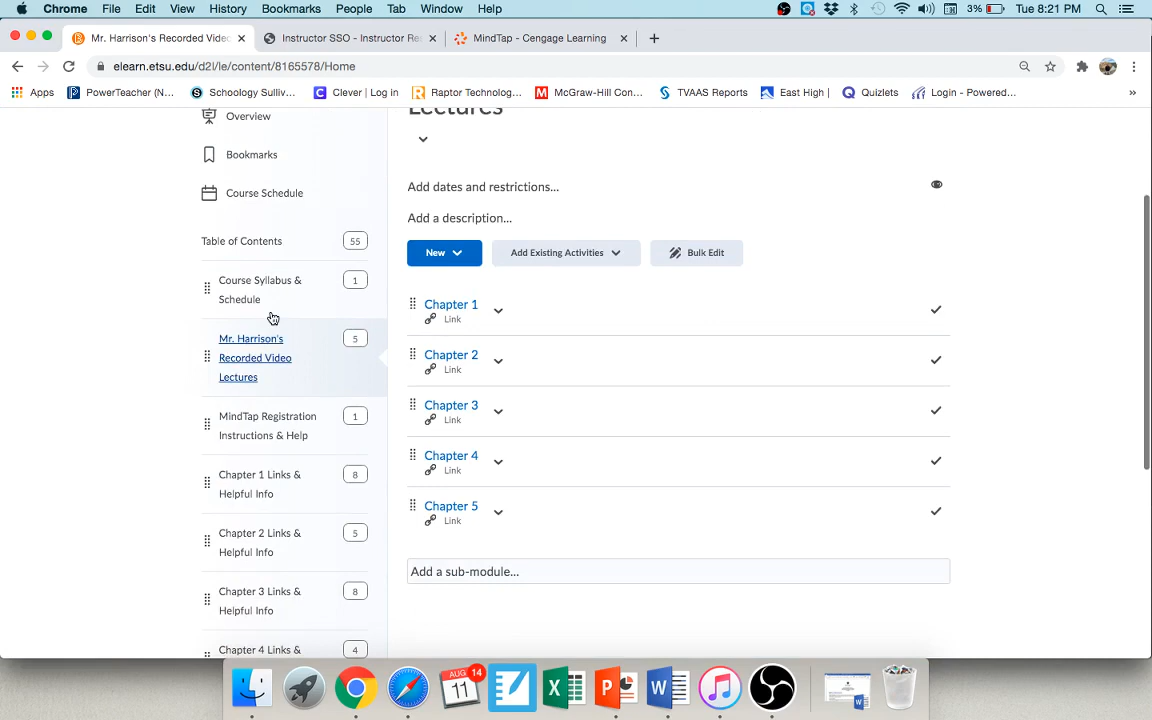 Chrome File Edit View History Bookmarks People Tab Window Help 3% Tue 8:21 PM
Mr. Harrison's Recorded Video Instructor SSO - Instructor Re MindTap - Cengage Learning
elearn.etsu.edu/d2l/le/content/8165578/Home
Apps PowerTeacher (N... Schoology Sulliv... Clever | Log in Raptor Technolog... McGraw-Hill Con... TVAAS Reports East High | Quizlets Login - Powered... »
Lectures
Overview
Bookmarks
Course Schedule
Table of Contents 55
Course Syllabus & 1
Schedule
Mr. Harrison's 5
Recorded Video
Lectures
MindTap Registration 1
Instructions & Help
Chapter 1 Links & 8
Helpful Info
Chapter 2 Links & 5
Helpful Info
Chapter 3 Links & 8
Helpful Info
Chapter 4 Links & 4
Add dates and restrictions...
Add a description...
New Add Existing Activities Bulk Edit
Chapter 1
Link
Chapter 2
Link
Chapter 3
Link
Chapter 4
Link
Chapter 5
Link
Add a sub-module...
AUG 14
11